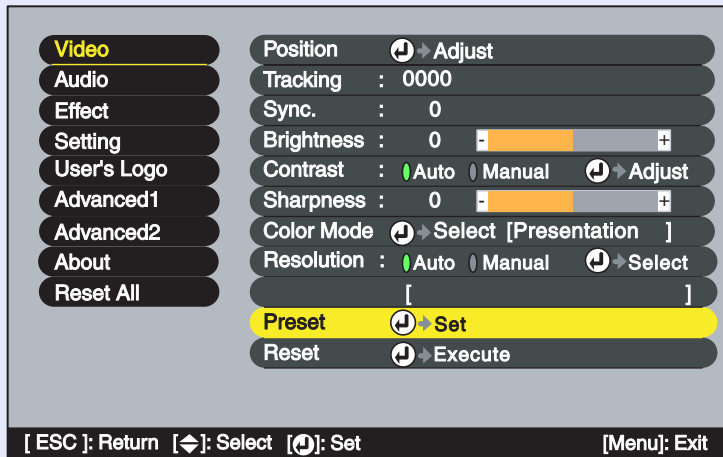 Video
Audio
Effect
Setting
User's Logo
Advanced1
Advanced2
About
Reset All
Position Adjust
Tracking : 0000
Sync. : 0
Brightness : 0 - +
Contrast : Auto Manual Adjust
Sharpness : 0 - +
Color Mode Select [Presentation ]
Resolution : Auto Manual Select
[ ]
Preset Set
Reset Execute
[ ESC ]: Return [ ]: Select [ ]: Set [Menu]: Exit